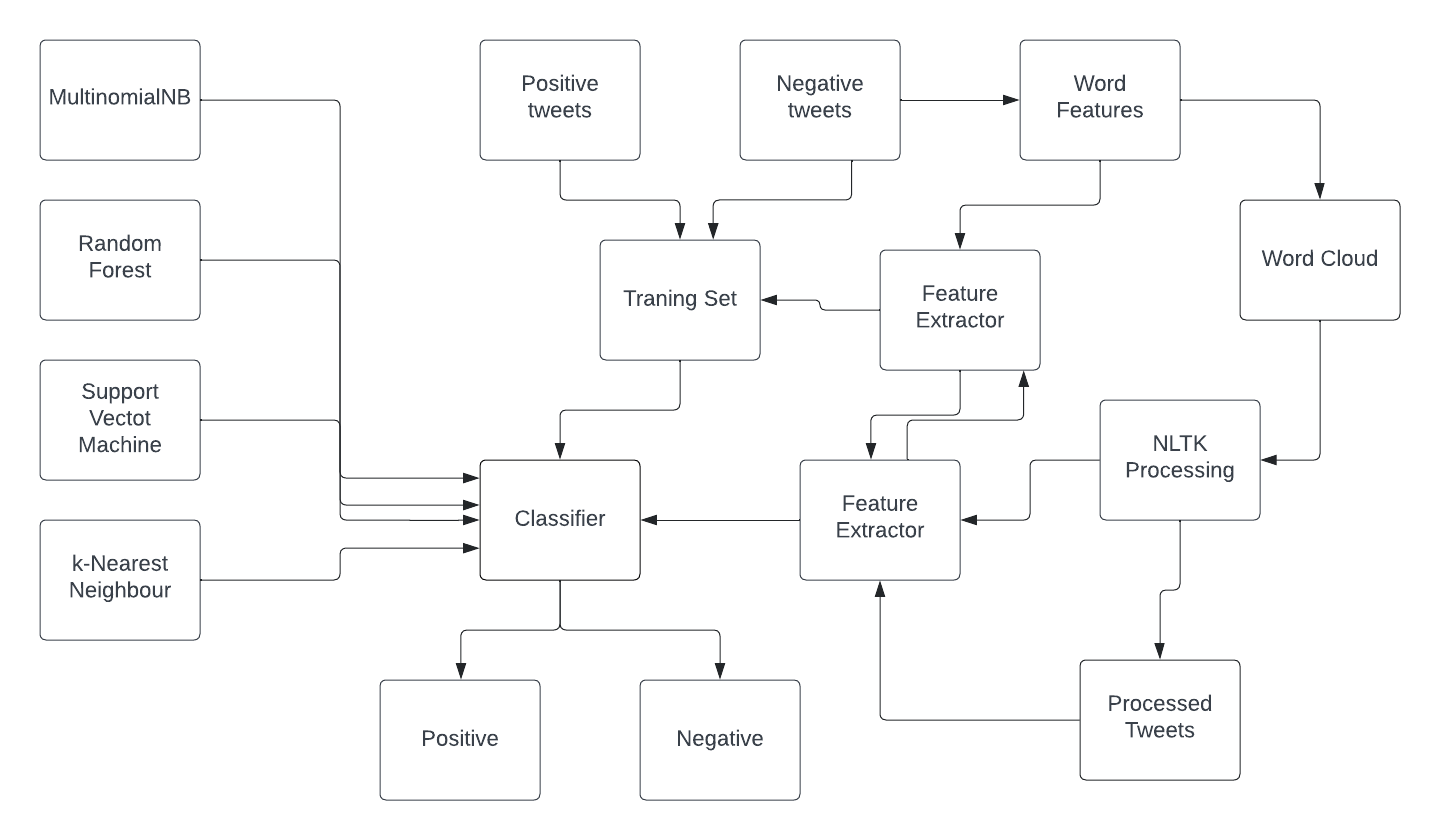 MultinomialNB
Positive
tweets
Negative
tweets
Word
Features
Random
Forest
Word Cloud
Traning Set
Feature
Extractor
Support
Vectot
Machine
NLTK
Processing
Classifier
Feature
Extractor
k-Nearest
Neighbour
Processed
Tweets
Positive
Negative